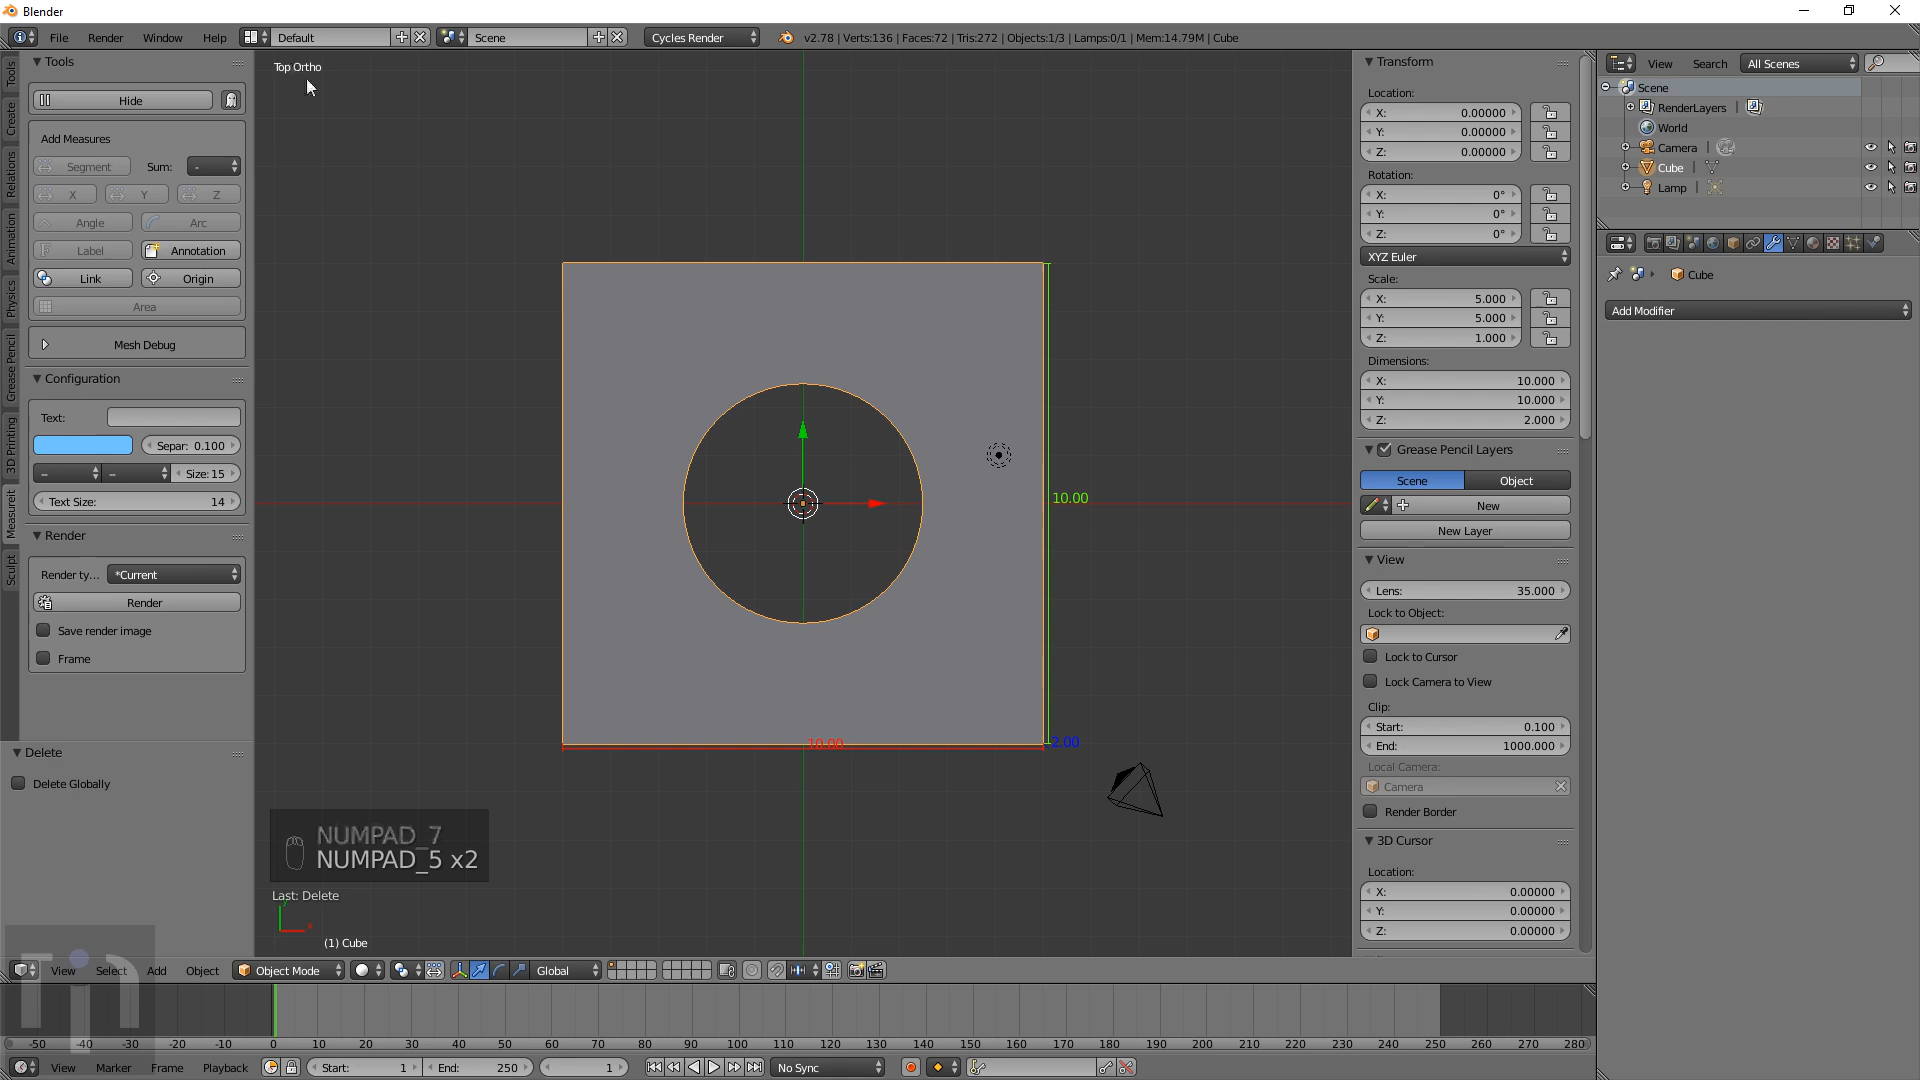 Blender
File Render Window Help Default Scene Cycles Render v2.78 | Verts:136 | Faces:72 | Tris:272 | Objects:1/3 | Lamps:0/1 | Mem:14.79M | Cube
Tools
Hide
Add Measures
Segment Sum: -
X Y Z
Angle Arc
Label Annotation
Link Origin
Area
Mesh Debug
Configuration
Text:
Separ: 0.100
– – Size: 15
Text Size: 14
Render
Render ty... *Current
Render
Save render image
Frame
Delete
Delete Globally
Tools
Create
Relations
Animation
Physics
Grease Pencil
3D Printing
Measureit
Sculpt
Top Ortho
10.00
10.00
2.00
NUMPAD_7
NUMPAD_5 x2
Last: Delete
(1) Cube
View Select Add Object Object Mode Global
Transform
Location:
X: 0.00000
Y: 0.00000
Z: 0.00000
Rotation:
X: 0°
Y: 0°
Z: 0°
XYZ Euler
Scale:
X: 5.000
Y: 5.000
Z: 1.000
Dimensions:
X: 10.000
Y: 10.000
Z: 2.000
Grease Pencil Layers
Scene Object
New
New Layer
View
Lens: 35.000
Lock to Object:
Lock to Cursor
Lock Camera to View
Clip:
Start: 0.100
End: 1000.000
Local Camera:
Camera
Render Border
3D Cursor
Location:
X: 0.00000
Y: 0.00000
Z: 0.00000
View Search All Scenes
Scene
RenderLayers |
World
Camera |
Cube |
Lamp |
Cube
Add Modifier
-50 -40 -30 -20 -10 0 10 20 30 40 50 60 70 80 90 100 110 120 130 140 150 160 170 180 190 200 210 220 230 240 250 260 270 280
View Marker Frame Playback Start: 1 End: 250 1 No Sync